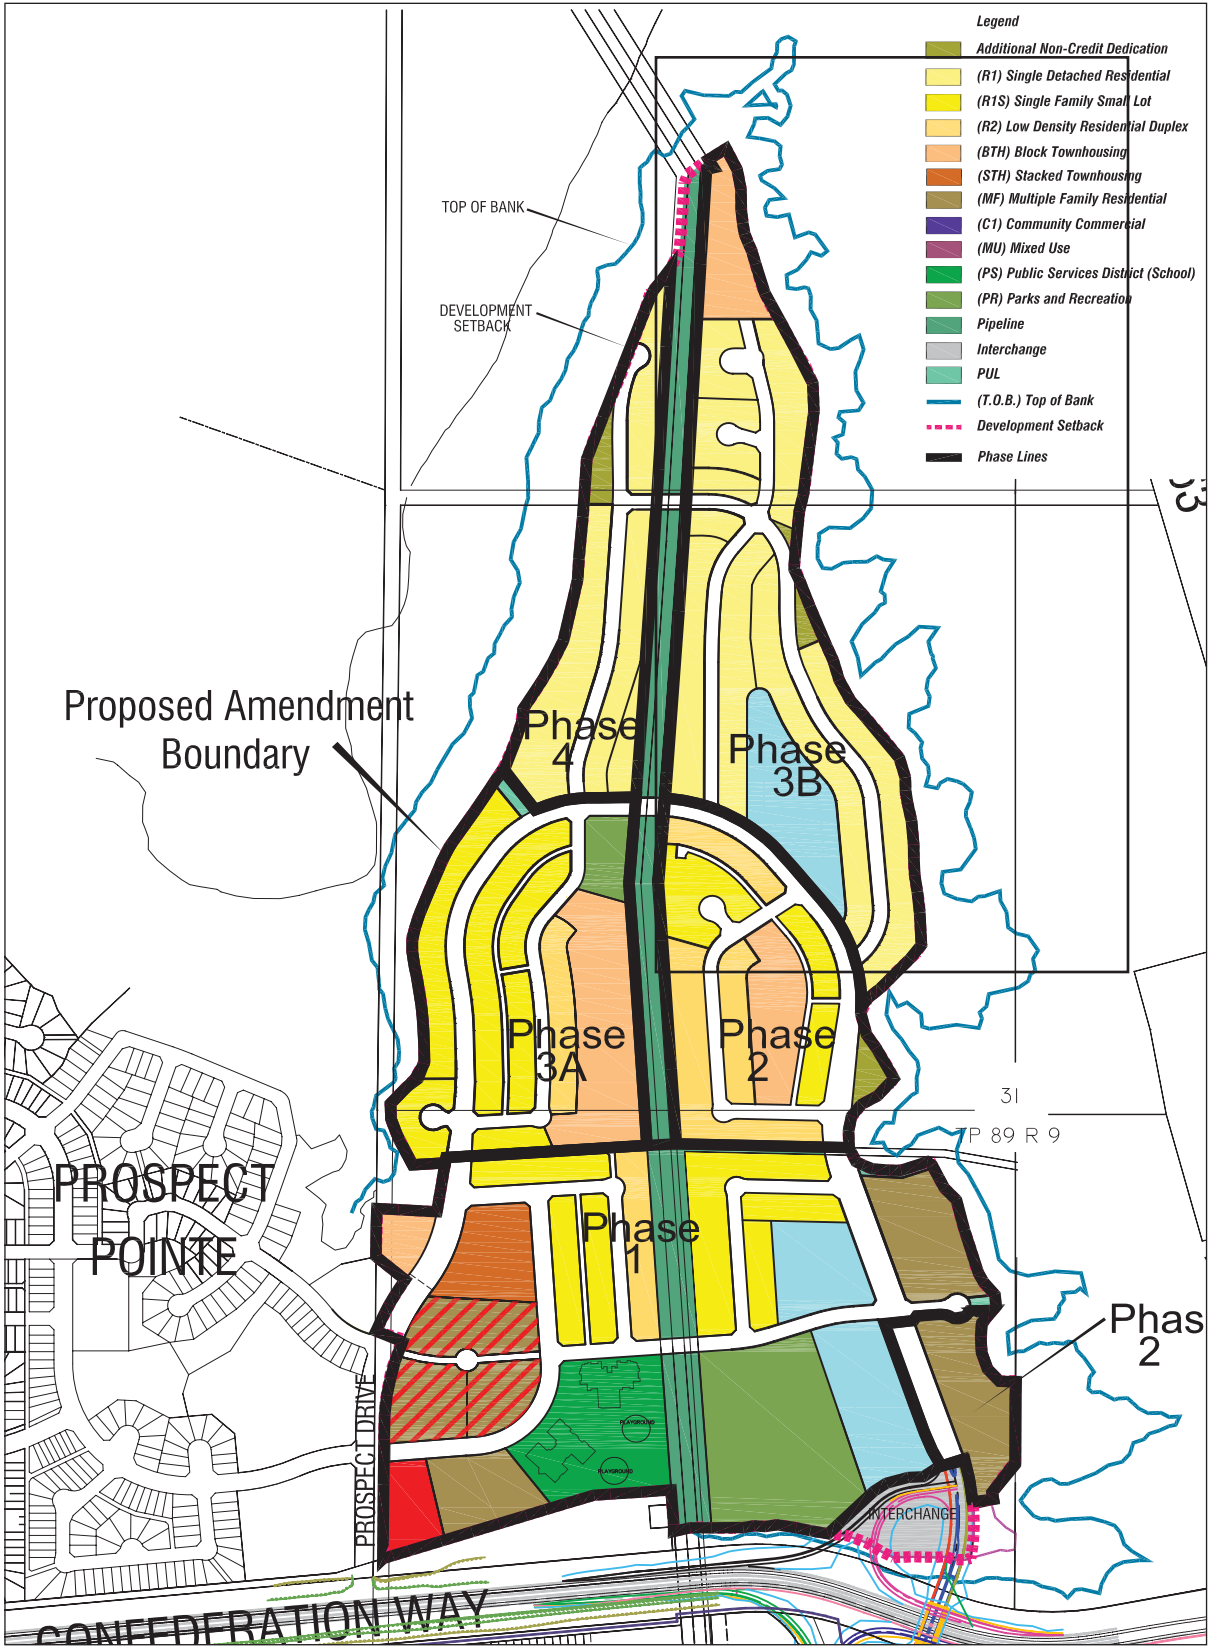 Legend
Additional Non-Credit Dedication
(R1) Single Detached Residential
(R1S) Single Family Small Lot
(R2) Low Density Residential Duplex
(BTH) Block Townhousing
(STH) Stacked Townhousing
(MF) Multiple Family Residential
(C1) Community Commercial
(MU) Mixed Use
(PS) Public Services District (School)
(PR) Parks and Recreation
Pipeline
Interchange
PUL
(T.O.B.) Top of Bank
Development Setback
Phase Lines
TOP OF BANK
DEVELOPMENT
SETBACK
Proposed Amendment
Boundary
Phase
4
Phase
3B
Phase
3A
Phase
2
31
TP 89 R 9
PROSPECT
POINTE
Phase
1
Phas
2
PROSPECT DRIVE
PLAYGROUND
PLAYGROUND
INTERCHANGE
CONFEDERATION WAY